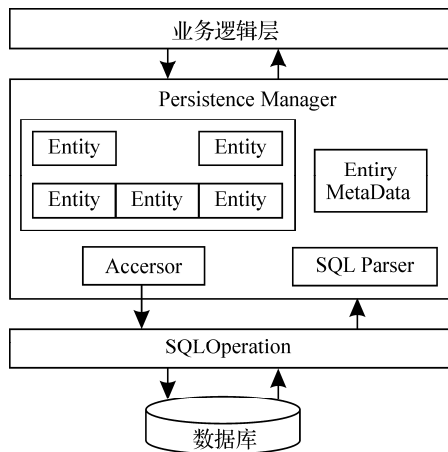 业务逻辑层
Persistence Manager
Entity Entity
Entity Entity Entity
Entiry
MetaData
Accersor SQL Parser
SQLOperation
数据库